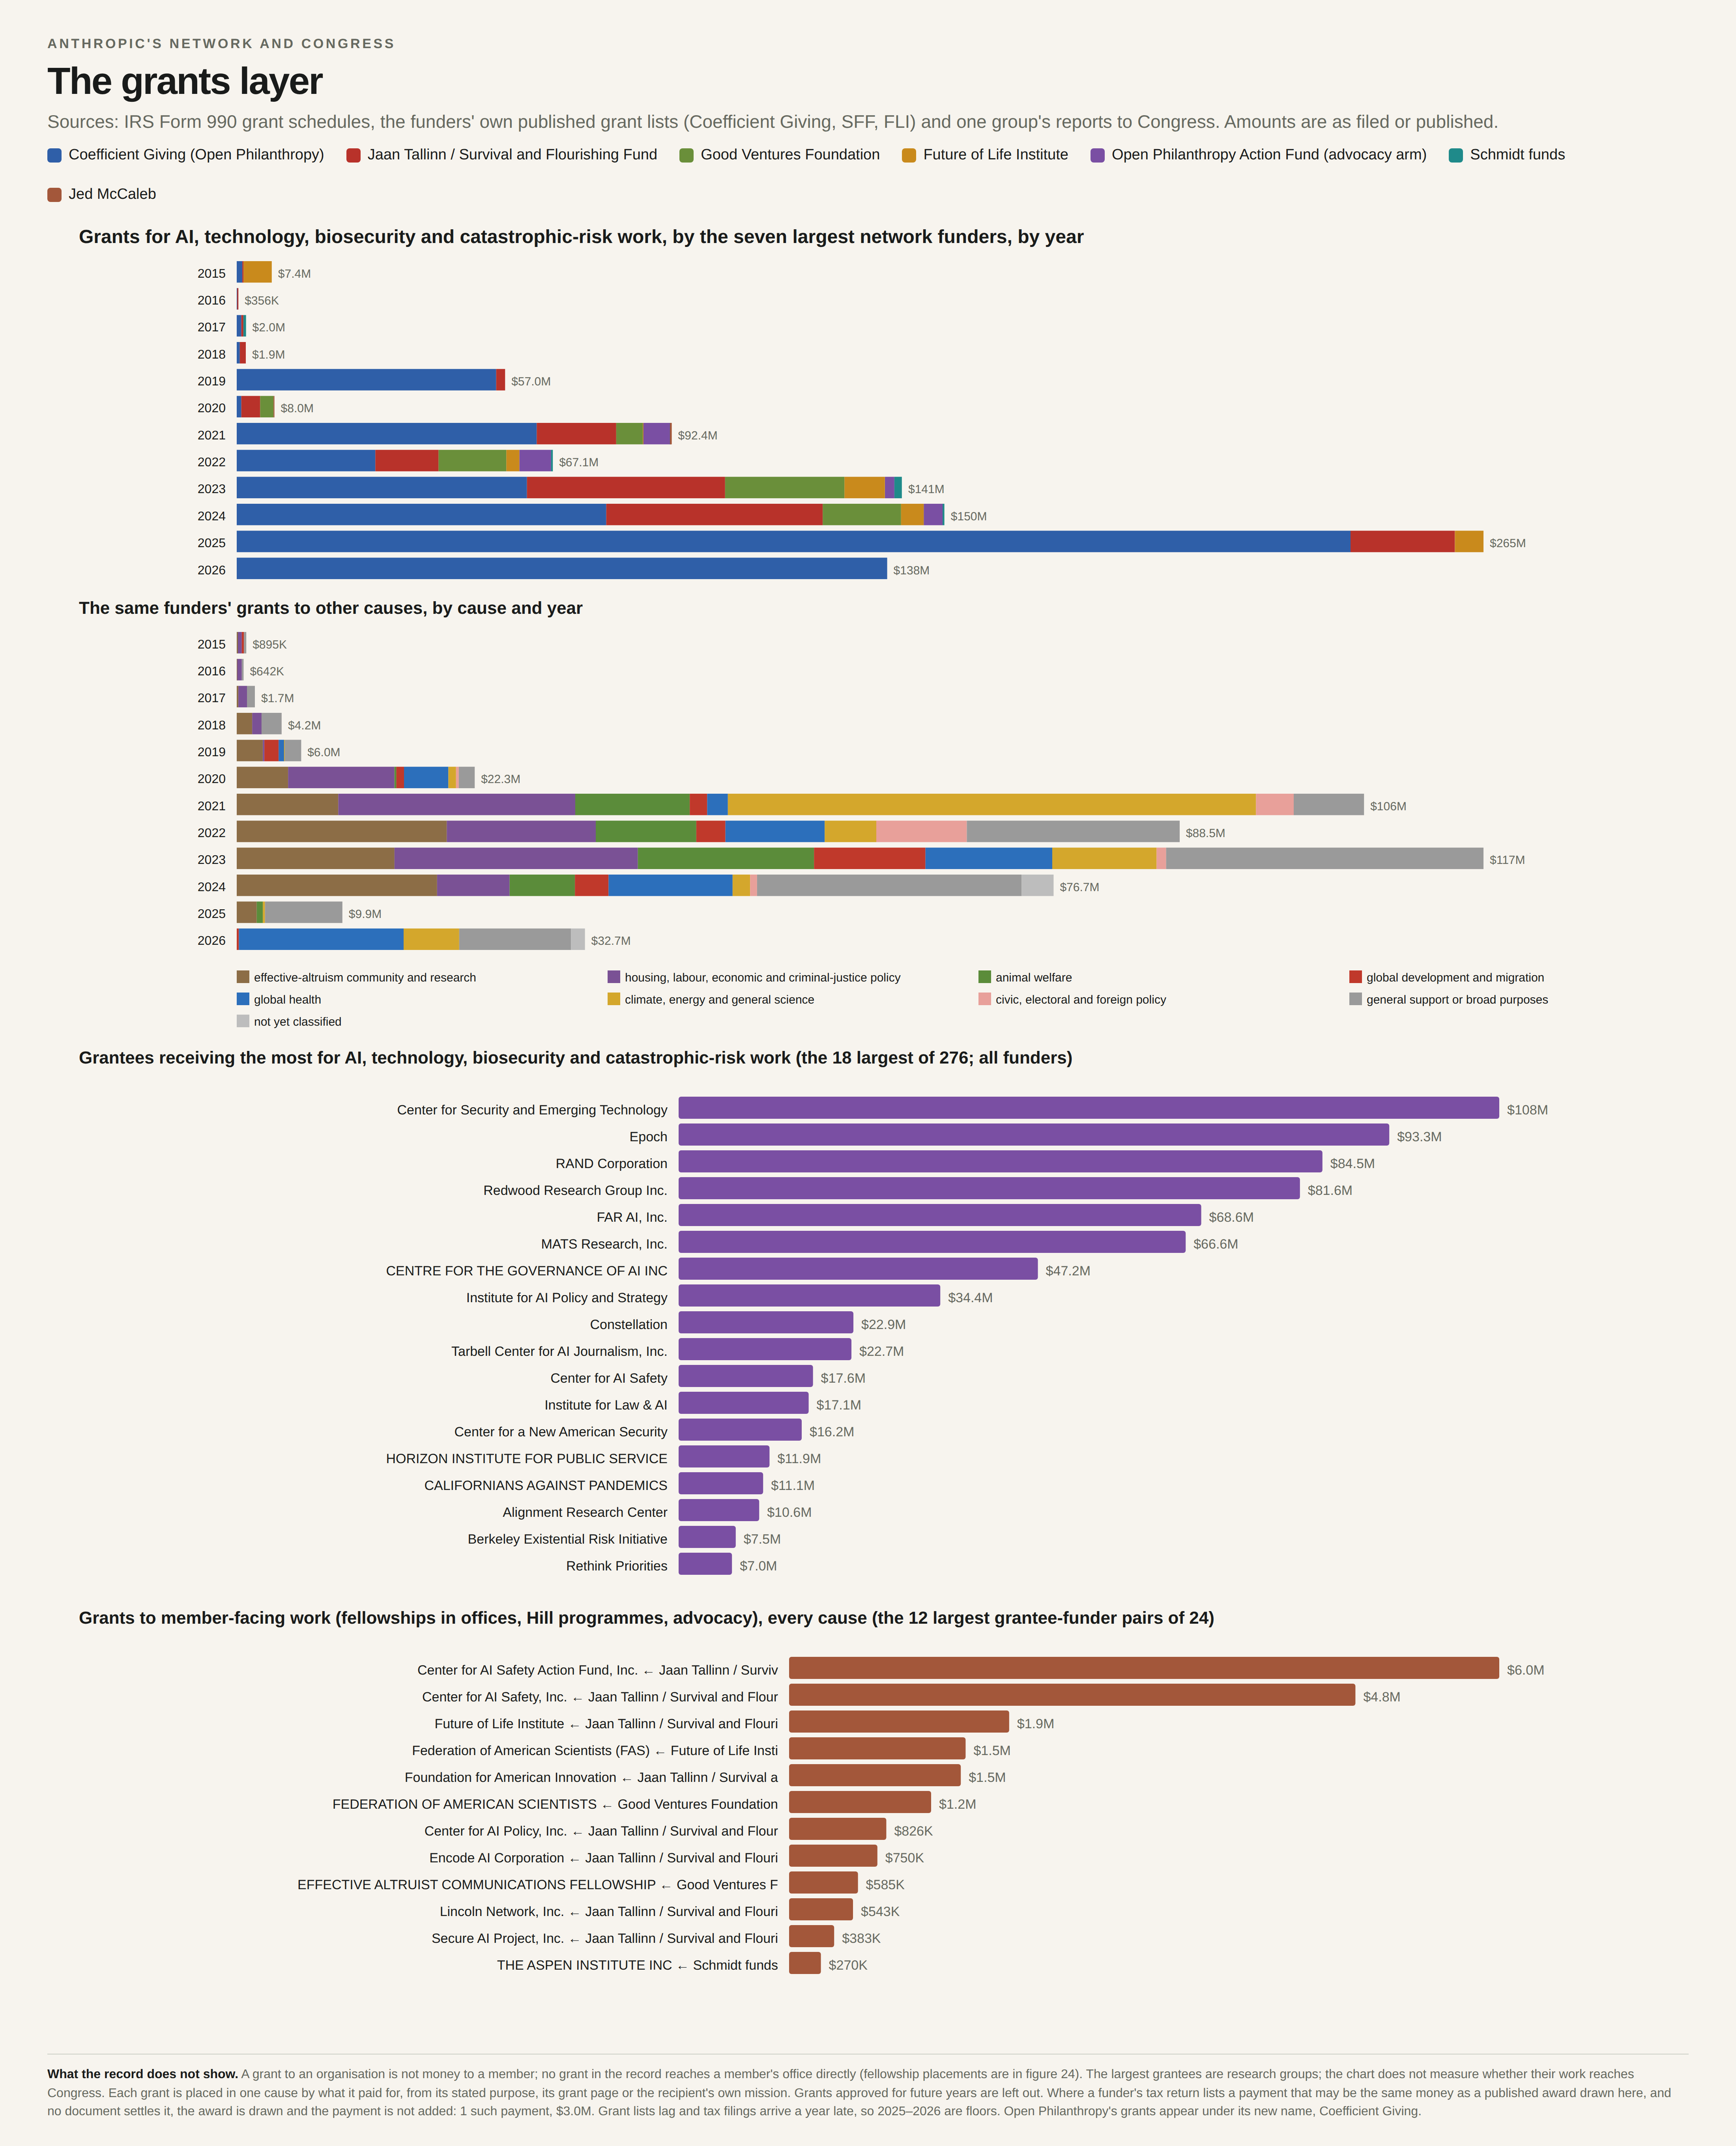 ANTHROPIC'S NETWORK AND CONGRESS
The grants layer
Sources: IRS Form 990 grant schedules, the funders' own published grant lists (Coefficient Giving, SFF, FLI) and one group's reports to Congress. Amounts are as filed or published.
Coefficient Giving (Open Philanthropy) Jaan Tallinn / Survival and Flourishing Fund Good Ventures Foundation Future of Life Institute Open Philanthropy Action Fund (advocacy arm) Schmidt funds
Jed McCaleb
Grants for AI, technology, biosecurity and catastrophic-risk work, by the seven largest network funders, by year
2015 $7.4M
2016 $356K
2017 $2.0M
2018 $1.9M
2019 $57.0M
2020 $8.0M
2021 $92.4M
2022 $67.1M
2023 $141M
2024 $150M
2025 $265M
2026 $138M
The same funders' grants to other causes, by cause and year
2015 $895K
2016 $642K
2017 $1.7M
2018 $4.2M
2019 $6.0M
2020 $22.3M
2021 $106M
2022 $88.5M
2023 $117M
2024 $76.7M
2025 $9.9M
2026 $32.7M
effective-altruism community and research housing, labour, economic and criminal-justice policy animal welfare global development and migration
global health climate, energy and general science civic, electoral and foreign policy general support or broad purposes
not yet classified
Grantees receiving the most for AI, technology, biosecurity and catastrophic-risk work (the 18 largest of 276; all funders)
Center for Security and Emerging Technology $108M
Epoch $93.3M
RAND Corporation $84.5M
Redwood Research Group Inc. $81.6M
FAR AI, Inc. $68.6M
MATS Research, Inc. $66.6M
CENTRE FOR THE GOVERNANCE OF AI INC $47.2M
Institute for AI Policy and Strategy $34.4M
Constellation $22.9M
Tarbell Center for AI Journalism, Inc. $22.7M
Center for AI Safety $17.6M
Institute for Law & AI $17.1M
Center for a New American Security $16.2M
HORIZON INSTITUTE FOR PUBLIC SERVICE $11.9M
CALIFORNIANS AGAINST PANDEMICS $11.1M
Alignment Research Center $10.6M
Berkeley Existential Risk Initiative $7.5M
Rethink Priorities $7.0M
Grants to member-facing work (fellowships in offices, Hill programmes, advocacy), every cause (the 12 largest grantee-funder pairs of 24)
Center for AI Safety Action Fund, Inc. ← Jaan Tallinn / Surviv $6.0M
Center for AI Safety, Inc. ← Jaan Tallinn / Survival and Flour $4.8M
Future of Life Institute ← Jaan Tallinn / Survival and Flouri $1.9M
Federation of American Scientists (FAS) ← Future of Life Insti $1.5M
Foundation for American Innovation ← Jaan Tallinn / Survival a $1.5M
FEDERATION OF AMERICAN SCIENTISTS ← Good Ventures Foundation $1.2M
Center for AI Policy, Inc. ← Jaan Tallinn / Survival and Flour $826K
Encode AI Corporation ← Jaan Tallinn / Survival and Flouri $750K
EFFECTIVE ALTRUIST COMMUNICATIONS FELLOWSHIP ← Good Ventures F $585K
Lincoln Network, Inc. ← Jaan Tallinn / Survival and Flouri $543K
Secure AI Project, Inc. ← Jaan Tallinn / Survival and Flouri $383K
THE ASPEN INSTITUTE INC ← Schmidt funds $270K
What the record does not show. A grant to an organisation is not money to a member; no grant in the record reaches a member's office directly (fellowship placements are in figure 24). The largest grantees are research groups; the chart does not measure whether their work reaches
Congress. Each grant is placed in one cause by what it paid for, from its stated purpose, its grant page or the recipient's own mission. Grants approved for future years are left out. Where a funder's tax return lists a payment that may be the same money as a published award drawn here, and
no document settles it, the award is drawn and the payment is not added: 1 such payment, $3.0M. Grant lists lag and tax filings arrive a year late, so 2025–2026 are floors. Open Philanthropy's grants appear under its new name, Coefficient Giving.